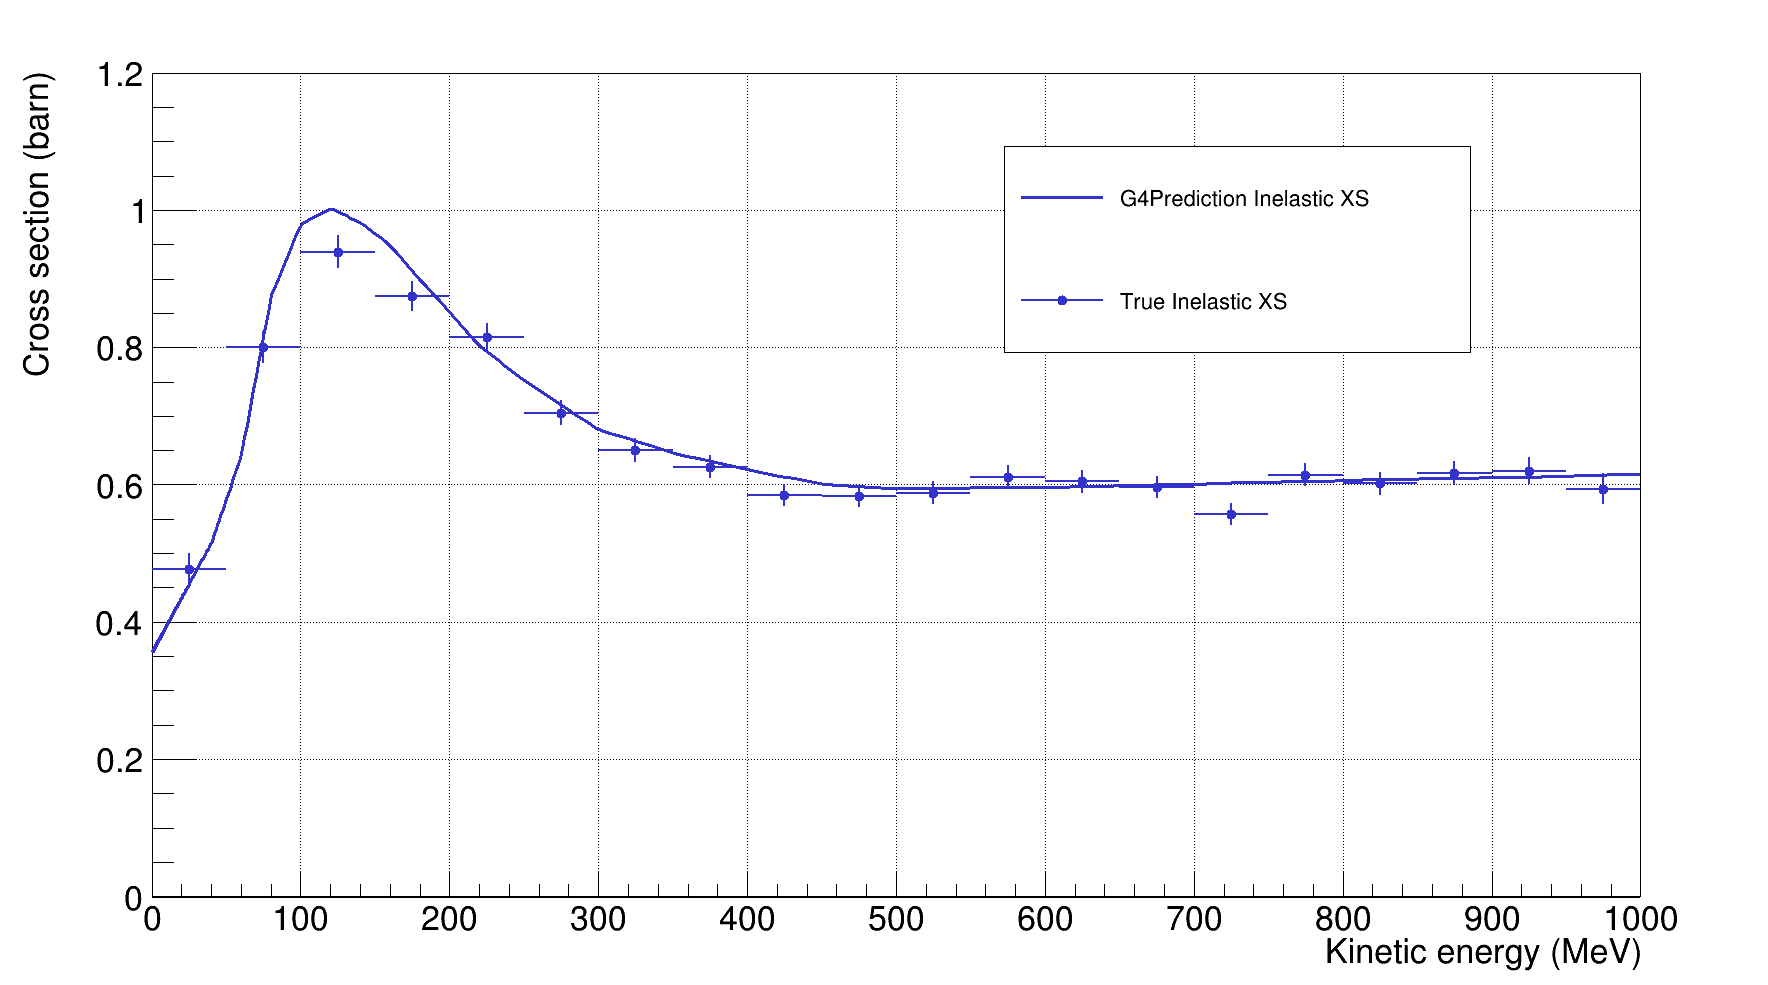 Cross section (barn)
1.2
1
0.8
0.6
0.4
0.2
0
G4Prediction Inelastic XS
True Inelastic XS
0 100 200 300 400 500 600 700 800 900 1000
Kinetic energy (MeV)